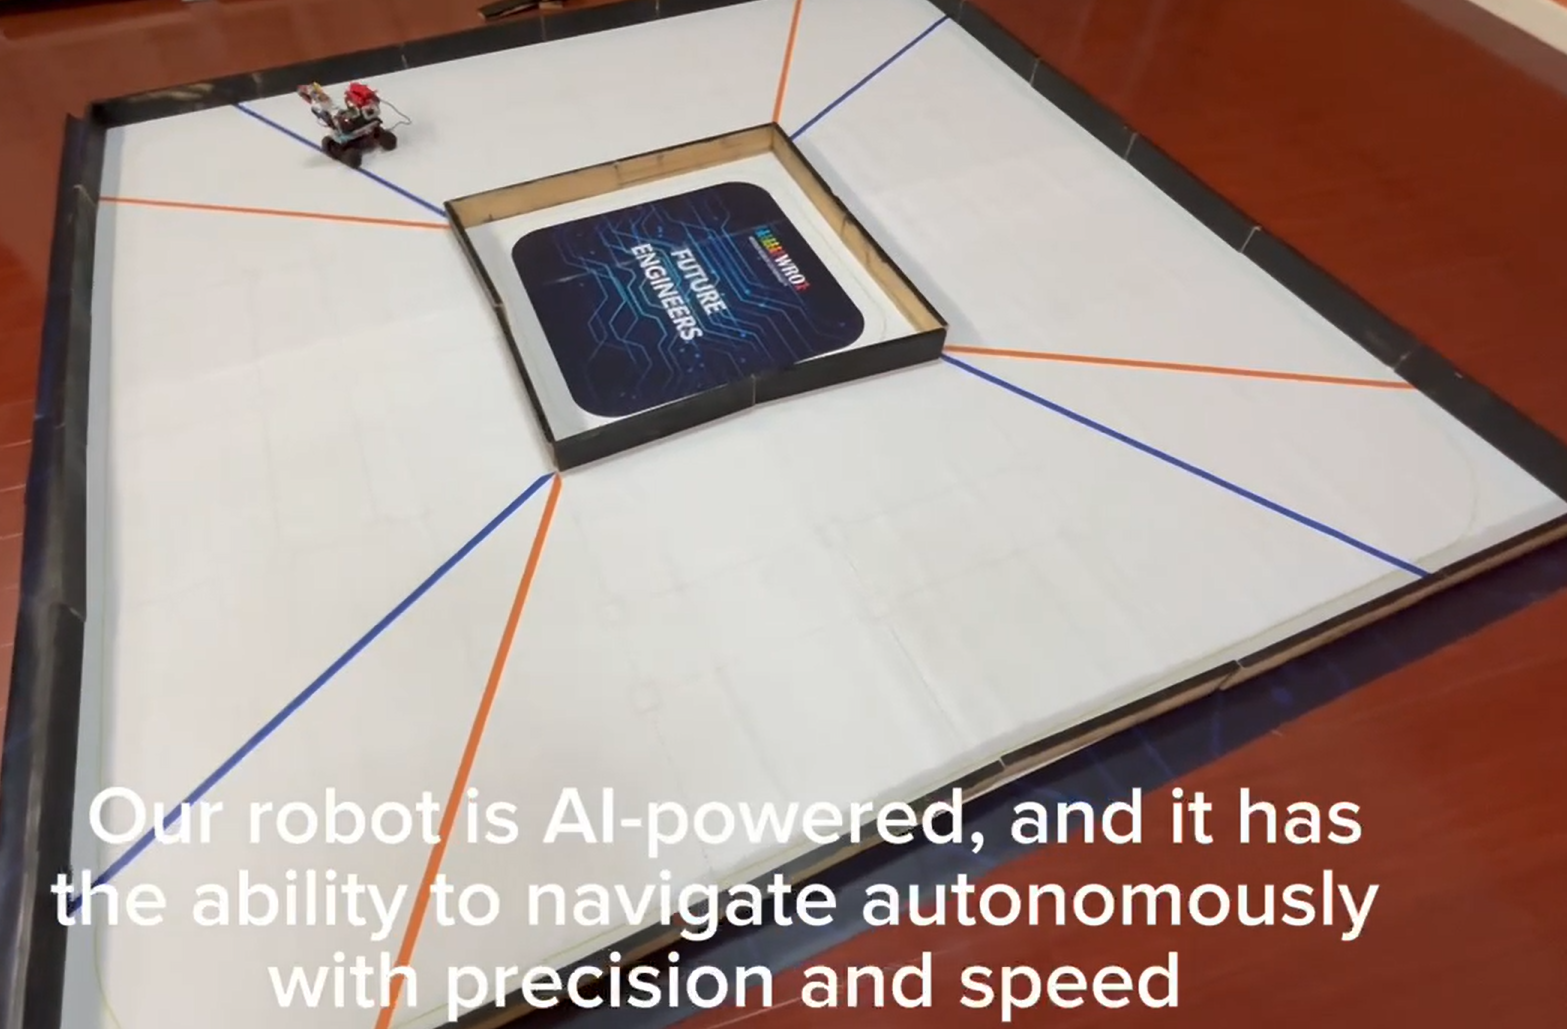 WRO
FUTURE
ENGINEERS
Our robot is AI-powered, and it has
the ability to navigate autonomously
with precision and speed